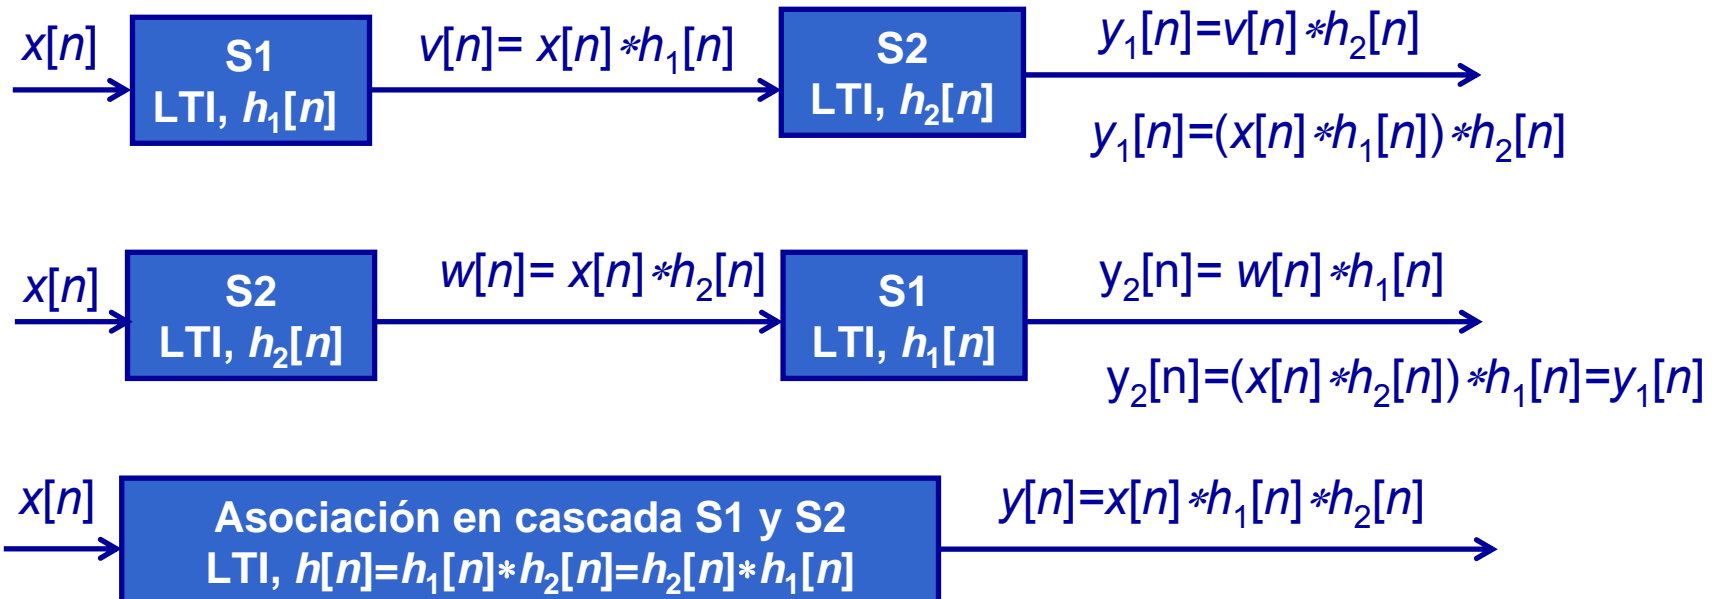 x[n]
S1
LTI, h₁[n]
v[n]= x[n]*h₁[n]
S2
LTI, h₂[n]
y₁[n]=v[n]*h₂[n]
y₁[n]=(x[n]*h₁[n])*h₂[n]
x[n]
S2
LTI, h₂[n]
w[n]= x[n]*h₂[n]
S1
LTI, h₁[n]
y₂[n]= w[n]*h₁[n]
y₂[n]=(x[n]*h₂[n])*h₁[n]=y₁[n]
x[n]
Asociación en cascada S1 y S2
LTI, h[n]=h₁[n]*h₂[n]=h₂[n]*h₁[n]
y[n]=x[n]*h₁[n]*h₂[n]